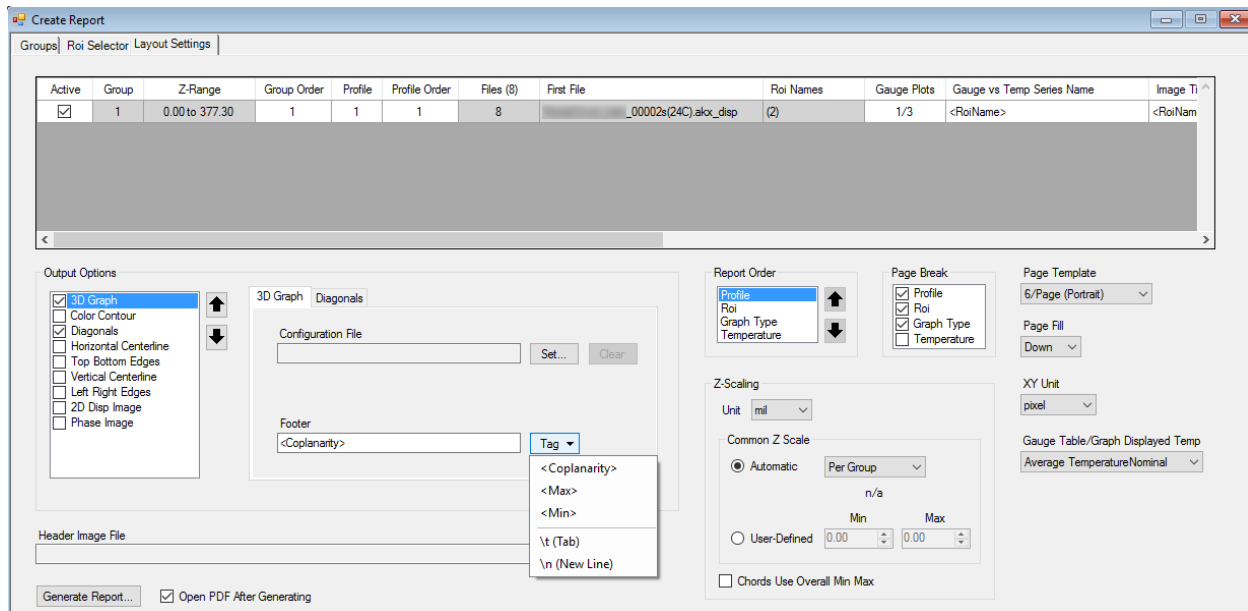 Create Report
Groups Roi Selector Layout Settings
Active Group Z-Range Group Order Profile Profile Order Files (8) First File Roi Names Gauge Plots Gauge vs Temp Series Name Image Ti
1 0.00 to 377.30 1 1 1 8 _00002s(24C).akx_disp (2) 1/3 <RoiName> <RoiNam
Output Options
3D Graph
Color Contour
Diagonals
Horizontal Centerline
Top Bottom Edges
Vertical Centerline
Left Right Edges
2D Disp Image
Phase Image
3D Graph Diagonals
Configuration File
Set... Clear
Footer
<Coplanarity> Tag
<Coplanarity>
<Max>
<Min>
\t (Tab)
\n (New Line)
Header Image File
Generate Report... Open PDF After Generating
Report Order
Profile
Roi
Graph Type
Temperature
Page Break
Profile
Roi
Graph Type
Temperature
Page Template
6/Page (Portrait)
Page Fill
Down
XY Unit
pixel
Gauge Table/Graph Displayed Temp
Average TemperatureNominal
Z-Scaling
Unit mil
Common Z Scale
Automatic Per Group
n/a
Min Max
User-Defined 0.00 0.00
Chords Use Overall Min Max